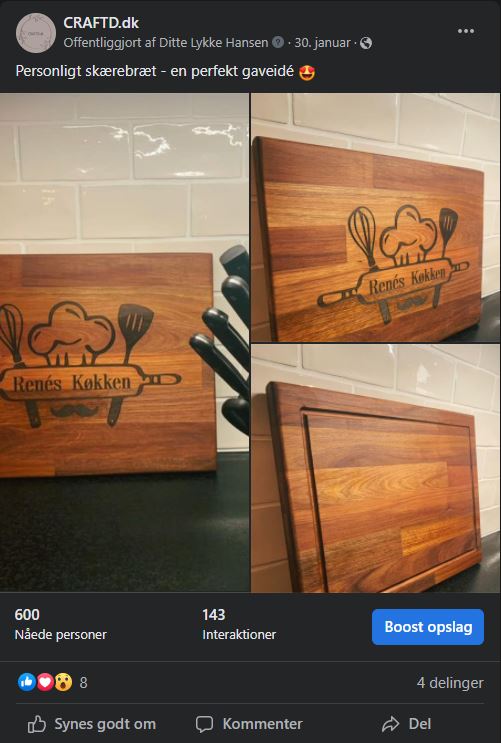 CRAFTD.dk
Offentliggjort af Ditte Lykke Hansen · 30. januar ·
Personligt skærebræt - en perfekt gaveidé 😍
Renés Køkken
Renés Køkken
600
Nåede personer
143
Interaktioner
Boost opslag
8
4 delinger
Synes godt om
Kommenter
Del